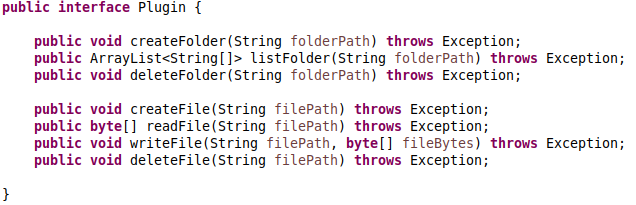 public interface Plugin {
public void createFolder(String folderPath) throws Exception;
public ArrayList<String[]> listFolder(String folderPath) throws Exception;
public void deleteFolder(String folderPath) throws Exception;
public void createFile(String filePath) throws Exception;
public byte[] readFile(String filePath) throws Exception;
public void writeFile(String filePath, byte[] fileBytes) throws Exception;
public void deleteFile(String filePath) throws Exception;
}